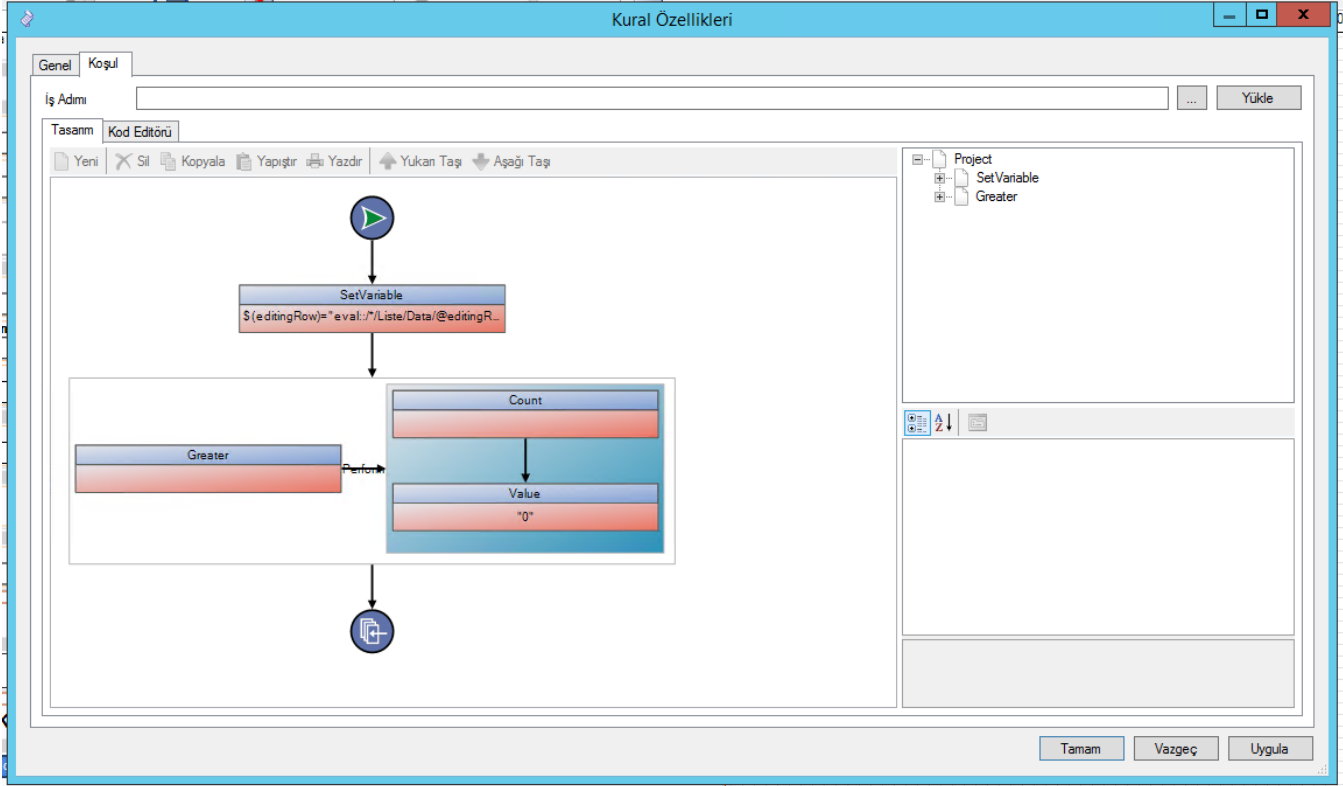 Kural Özellikleri
Genel Koşul
İş Adımı ... Yükle
Tasarım Kod Editörü
Yeni Sil Kopyala Yapıştır Yazdır Yukarı Taşı Aşağı Taşı
Project
SetVariable
Greater
SetVariable
$(editingRow)="eval::/*/Liste/Data/@editingR...
Count
Greater
Perform
Value
"0"
Tamam Vazgeç Uygula